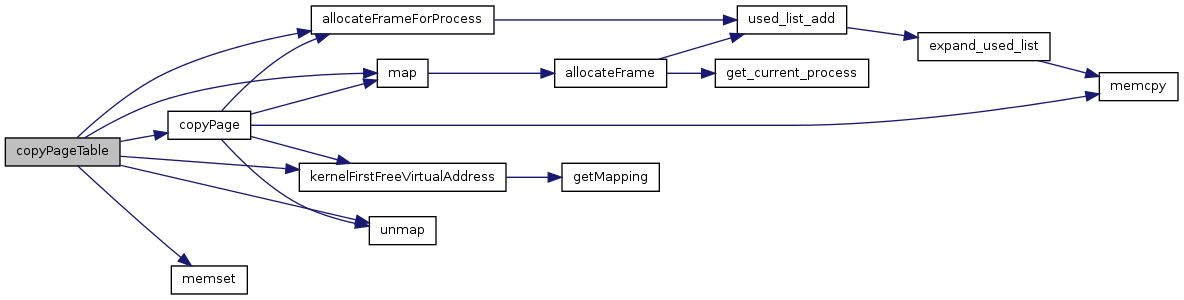 allocateFrameForProcess
used_list_add
expand_used_list
map
allocateFrame
get_current_process
memcpy
copyPage
copyPageTable
kernelFirstFreeVirtualAddress
getMapping
unmap
memset